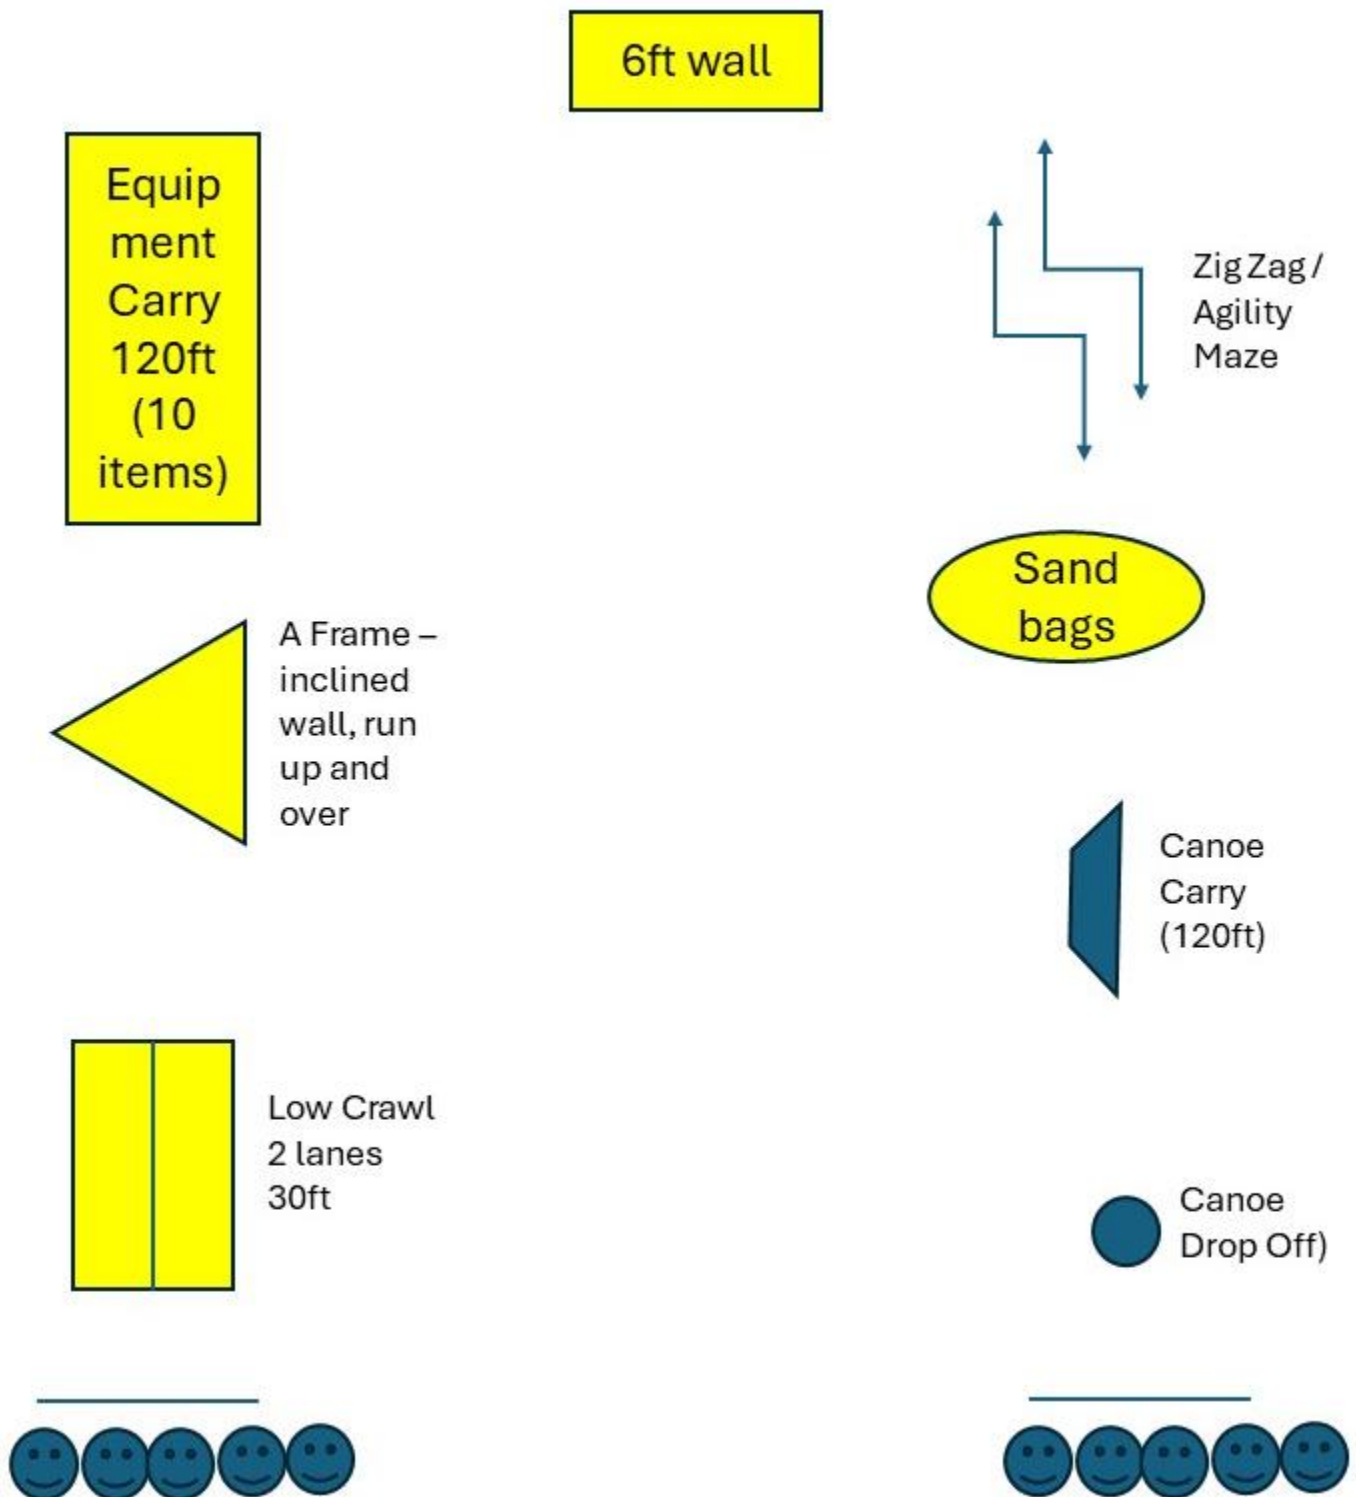 6ft wall
Equip
ment
Carry
120ft
(10
items)
Zig Zag /
Agility
Maze
Sand
bags
A Frame –
inclined
wall, run
up and
over
Canoe
Carry
(120ft)
Low Crawl
2 lanes
30ft
Canoe
Drop Off)